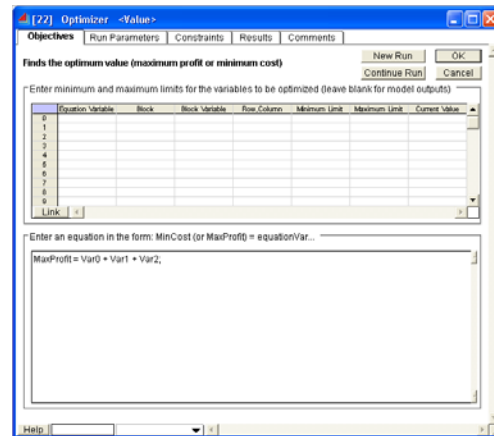 [22] Optimizer <Value>
Objectives Run Parameters Constraints Results Comments
Finds the optimum value (maximum profit or minimum cost)
New Run OK
Continue Run Cancel
Enter minimum and maximum limits for the variables to be optimized (leave blank for model outputs)
Equation Variable Block Block Variable Row,Column Minimum Limit Maximum Limit Current Value
0
1
2
3
4
5
6
7
8
9
Link
Enter an equation in the form: MinCost (or MaxProfit) = equationVar...
MaxProfit = Var0 + Var1 + Var2;
Help